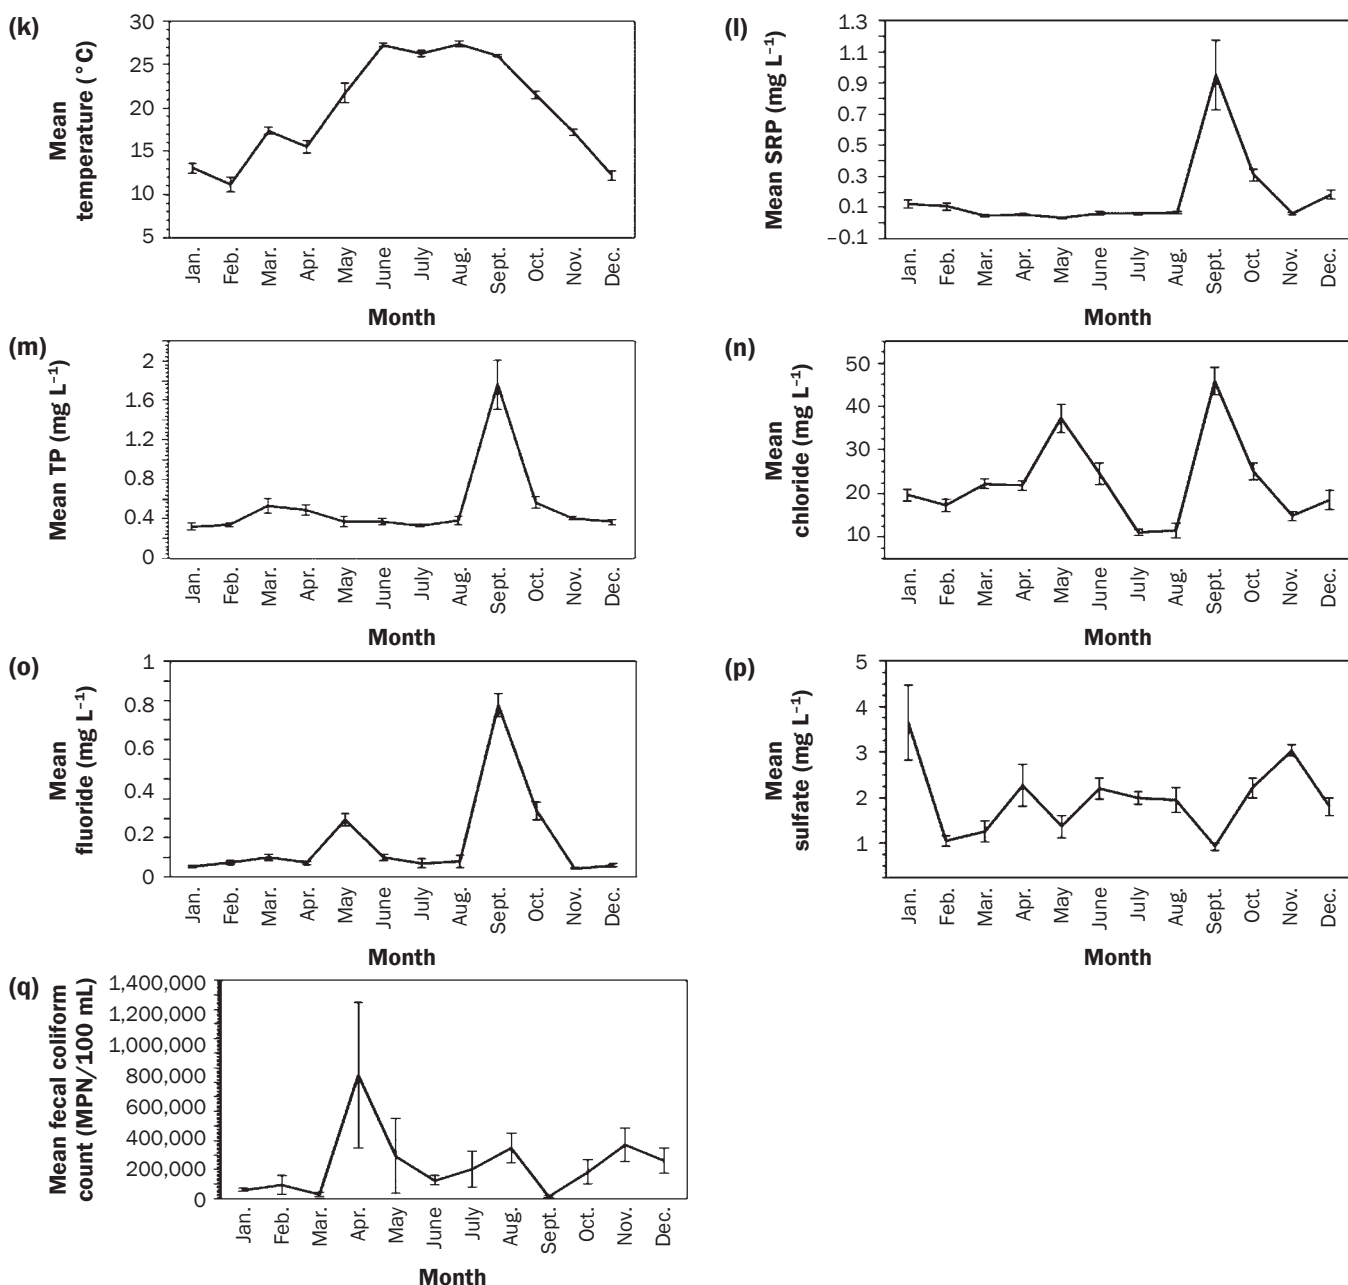 (k)
Mean
temperature (°C)
30
25
20
15
10
5
Jan.
Feb.
Mar.
Apr.
May
June
July
Aug.
Sept.
Oct.
Nov.
Dec.
Month
(l)
Mean SRP (mg L⁻¹)
1.3
1.1
0.9
0.7
0.5
0.3
0.1
–0.1
Jan.
Feb.
Mar.
Apr.
May
June
July
Aug.
Sept.
Oct.
Nov.
Dec.
Month
(m)
Mean TP (mg L⁻¹)
2
1.6
1.2
0.8
0.4
0
Jan.
Feb.
Mar.
Apr.
May
June
July
Aug.
Sept.
Oct.
Nov.
Dec.
Month
(n)
Mean
chloride (mg L⁻¹)
50
40
30
20
10
Jan.
Feb.
Mar.
Apr.
May
June
July
Aug.
Sept.
Oct.
Nov.
Dec.
Month
(o)
Mean
fluoride (mg L⁻¹)
1
0.8
0.6
0.4
0.2
0
Jan.
Feb.
Mar.
Apr.
May
June
July
Aug.
Sept.
Oct.
Nov.
Dec.
Month
(p)
Mean
sulfate (mg L⁻¹)
5
4
3
2
1
Jan.
Feb.
Mar.
Apr.
May
June
July
Aug.
Sept.
Oct.
Nov.
Dec.
Month
(q)
Mean fecal coliform
count (MPN/100 mL)
1,400,000
1,200,000
1,000,000
800,000
600,000
400,000
200,000
0
Jan.
Feb.
Mar.
Apr.
May
June
July
Aug.
Sept.
Oct.
Nov.
Dec.
Month